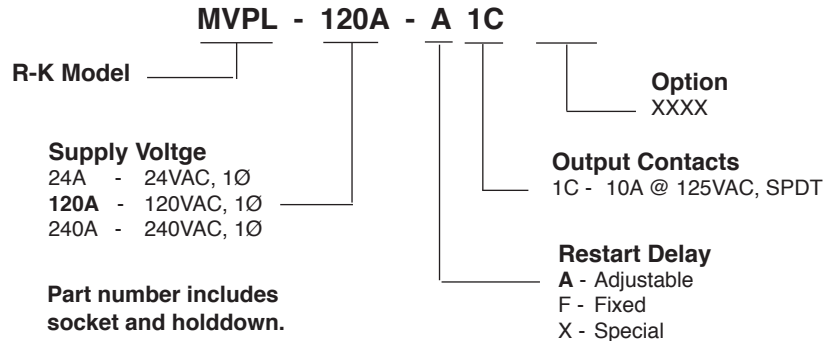 MVPL - 120A - A 1C
R-K Model
Option
XXXX
Supply Voltge
24A - 24VAC, 1Ø
120A - 120VAC, 1Ø
240A - 240VAC, 1Ø
Output Contacts
1C - 10A @ 125VAC, SPDT
Restart Delay
A - Adjustable
F - Fixed
X - Special
Part number includes
socket and holddown.